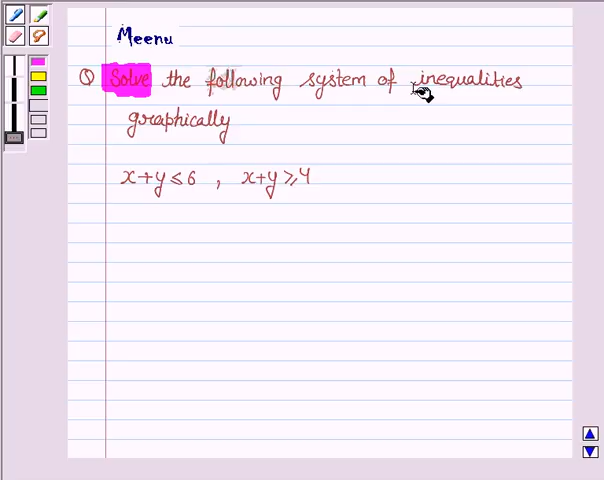 Meenu
Q Solve the following system of inequalities
graphically
x+y≤6 , x+y≥4